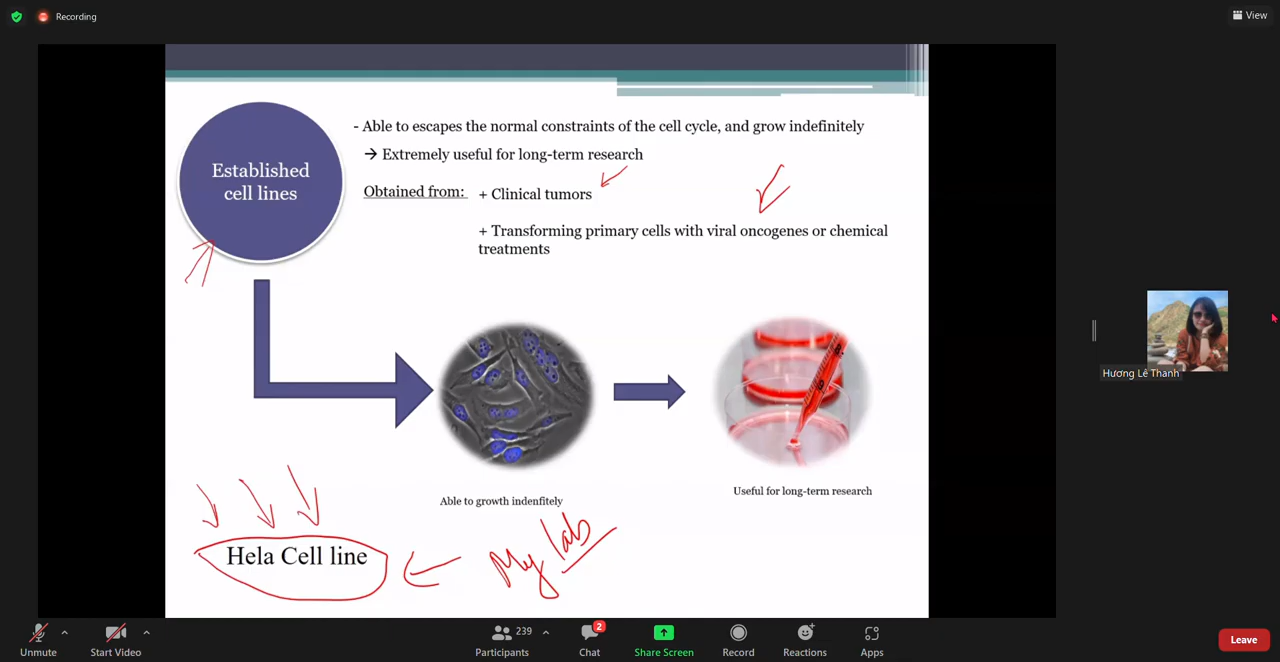 Recording
View
Established
cell lines
- Able to escapes the normal constraints of the cell cycle, and grow indefinitely
→ Extremely useful for long-term research
Obtained from: + Clinical tumors
+ Transforming primary cells with viral oncogenes or chemical
treatments
Hương Lê Thanh
Able to growth indenfitely
Useful for long-term research
Hela Cell line
My lab
Unmute
Start Video
239
Participants
2
Chat
Share Screen
Record
Reactions
Apps
Leave